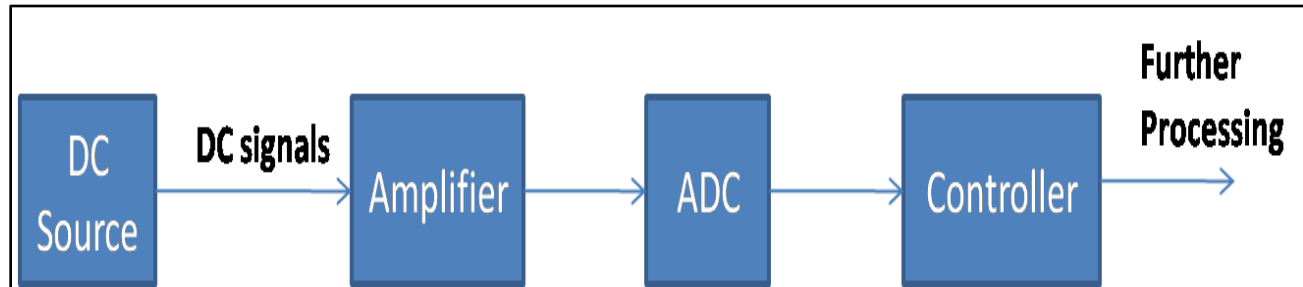 DC
Source
DC signals
Amplifier
ADC
Controller
Further
Processing